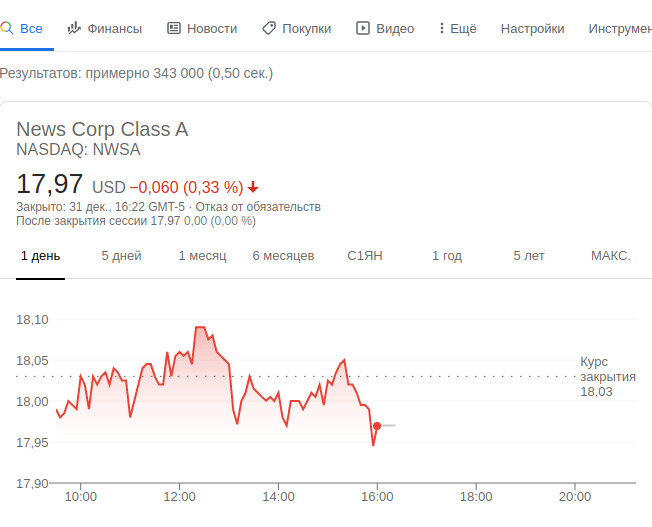 Все Финансы Новости Покупки Видео Ещё Настройки Инструмен
Результатов: примерно 343 000 (0,50 сек.)
News Corp Class A
NASDAQ: NWSA
17,97 USD −0,060 (0,33 %)
Закрыто: 31 дек., 16:22 GMT-5 · Отказ от обязательств
После закрытия сессии 17,97 0,00 (0,00 %)
1 день 5 дней 1 месяц 6 месяцев С1ЯН 1 год 5 лет МАКС.
18,10
18,05
Курс
закрытия
18,03
18,00
17,95
17,90
10:00 12:00 14:00 16:00 18:00 20:00